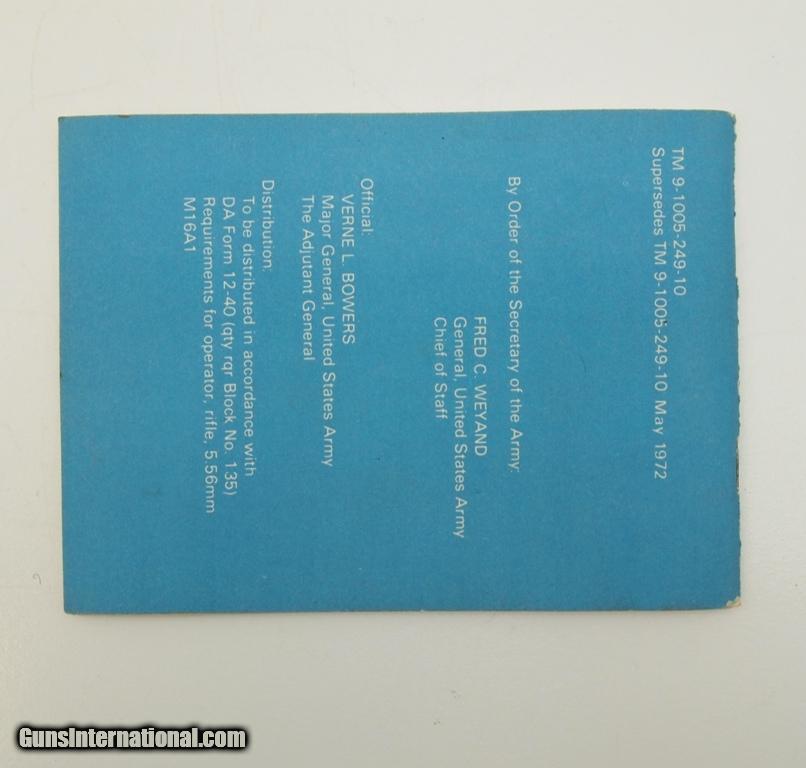 TM 9-1005-249-10
Supersedes TM 9-1005-249-10 May 1972
By Order of the Secretary of the Army:
FRED C. WEYAND
General, United States Army
Chief of Staff
Official:
VERNE L. BOWERS
Major General, United States Army
The Adjutant General
Distribution:
To be distributed in accordance with
DA Form 12-40 (qty rqr Block No. 135)
Requirements for operator, rifle, 5.56mm
M16A1
GunsInternational.com